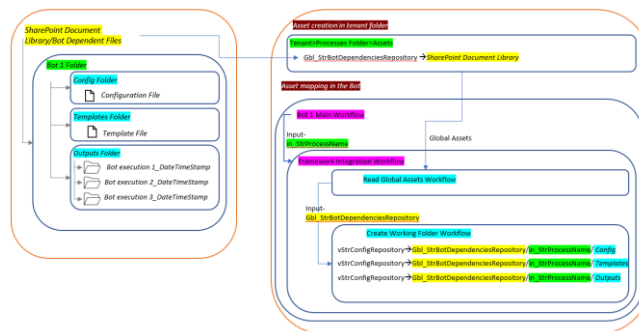 SharePoint Document
Library/Bot Dependent Files
Bot 1 Folder
Config Folder
Configuration File
Templates Folder
Template File
Outputs Folder
Bot execution 1_DateTimeStamp
Bot execution 2_DateTimeStamp
Bot execution 3_DateTimeStamp
Asset creation in tenant folder
Tenant>Processes Folder>Assets
Gbl_StrBotDependenciesRepository→SharePoint Document Library
Asset mapping in the Bot
Bot 1 Main Workflow
Input-
in_StrProcessName
Global Assets
Framework Integration Workflow
Read Global Assets Workflow
Input-
Gbl_StrBotDependenciesRepository
Create Working Folder Workflow
vStrConfigRepository→Gbl_StrBotDependenciesRepository/in_StrProcessName/Config
vStrConfigRepository→Gbl_StrBotDependenciesRepository/in_StrProcessName/Templates
vStrConfigRepository→Gbl_StrBotDependenciesRepository/in_StrProcessName/Outputs